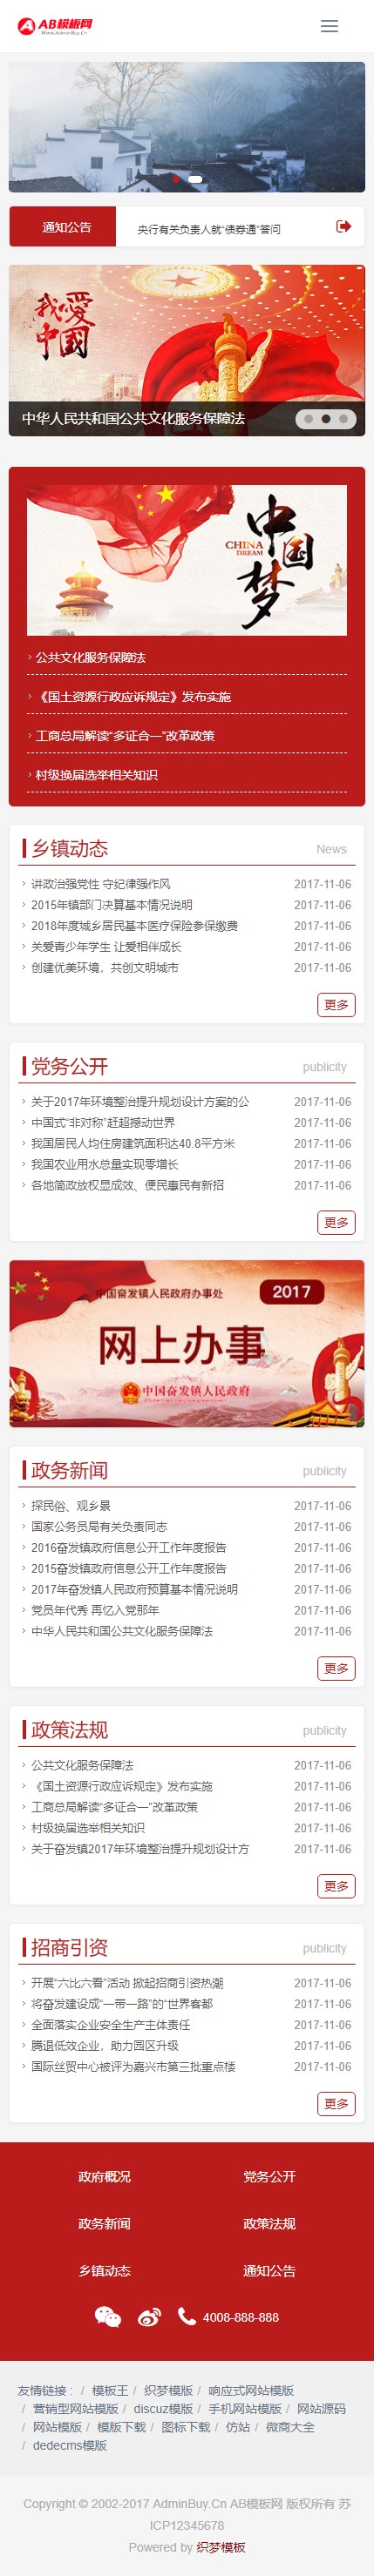 AB模板网
www.AdminBuy.Cn
通知公告
央行有关负责人就“债券通”答问
我爱中国
中华人民共和国公共文化服务保障法
中国梦
CHINA DREAM
公共文化服务保障法
《国土资源行政应诉规定》发布实施
工商总局解读“多证合一”改革政策
村级换届选举相关知识
乡镇动态 News
讲政治强党性 守纪律强作风 2017-11-06
2015年镇部门决算基本情况说明 2017-11-06
2018年度城乡居民基本医疗保险参保缴费 2017-11-06
关爱青少年学生 让爱相伴成长 2017-11-06
创建优美环境，共创文明城市 2017-11-06
更多
党务公开 publicity
关于2017年环境整治提升规划设计方案的公 2017-11-06
中国式“非对称”赶超撼动世界 2017-11-06
我国居民人均住房建筑面积达40.8平方米 2017-11-06
我国农业用水总量实现零增长 2017-11-06
各地简政放权显成效、便民惠民有新招 2017-11-06
更多
中国奋发镇人民政府办事处
2017
网上办事
中国奋发镇人民政府
政务新闻 publicity
探民俗、观乡景 2017-11-06
国家公务员局有关负责同志 2017-11-06
2016奋发镇政府信息公开工作年度报告 2017-11-06
2015奋发镇政府信息公开工作年度报告 2017-11-06
2017年奋发镇人民政府预算基本情况说明 2017-11-06
党员年代秀 再忆入党那年 2017-11-06
中华人民共和国公共文化服务保障法 2017-11-06
更多
政策法规 publicity
公共文化服务保障法 2017-11-06
《国土资源行政应诉规定》发布实施 2017-11-06
工商总局解读“多证合一”改革政策 2017-11-06
村级换届选举相关知识 2017-11-06
关于奋发镇2017年环境整治提升规划设计方 2017-11-06
更多
招商引资 publicity
开展“六比六看”活动 掀起招商引资热潮 2017-11-06
将奋发建设成“一带一路”的“世界客都 2017-11-06
全面落实企业安全生产主体责任 2017-11-06
腾退低效企业，助力园区升级 2017-11-06
国际丝贸中心被评为嘉兴市第三批重点楼 2017-11-06
更多
政府概况 党务公开
政务新闻 政策法规
乡镇动态 通知公告
4008-888-888
友情链接： / 模板王 / 织梦模版 / 响应式网站模版
/ 营销型网站模版 / discuz模版 / 手机网站模版 / 网站源码
/ 网站模版 / 模版下载 / 图标下载 / 仿站 / 微商大全
/ dedecms模版
Copyright © 2002-2017 AdminBuy.Cn AB模板网 版权所有 苏
ICP12345678
Powered by 织梦模板